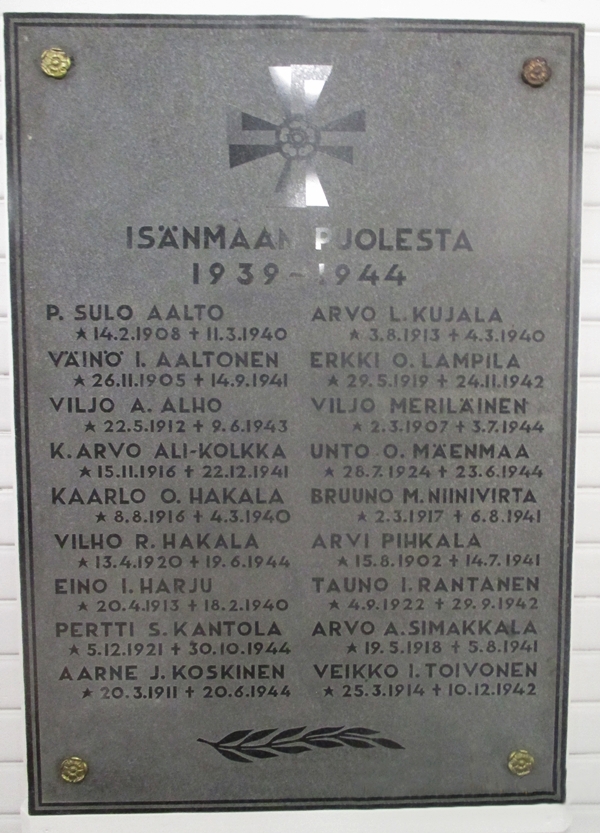 ISÄNMAAN PUOLESTA
1939-1944
P. SULO AALTO
★ 14.2.1908 ✝ 11.3.1940
VÄINÖ I. AALTONEN
★ 26.11.1905 ✝ 14.9.1941
VILJO A. ALHO
★ 22.5.1912 ✝ 9.6.1943
K. ARVO ALI-KOLKKA
★ 15.11.1916 ✝ 22.12.1941
KAARLO O. HAKALA
★ 8.8.1916 ✝ 4.3.1940
VILHO R. HAKALA
★ 13.4.1920 ✝ 19.6.1944
EINO I. HARJU
★ 20.4.1913 ✝ 18.2.1940
PERTTI S. KANTOLA
★ 5.12.1921 ✝ 30.10.1944
AARNE J. KOSKINEN
★ 20.3.1911 ✝ 20.6.1944
ARVO L. KUJALA
★ 3.8.1913 ✝ 4.3.1940
ERKKI O. LAMPILA
★ 29.5.1919 ✝ 24.11.1942
VILJO MERILÄINEN
★ 2.3.1907 ✝ 3.7.1944
UNTO O. MÄENMAA
★ 28.7.1924 ✝ 23.6.1944
BRUUNO M. NIINIVIRTA
★ 2.3.1917 ✝ 6.8.1941
ARVI PIHKALA
★ 15.8.1902 ✝ 14.7.1941
TAUNO I. RANTANEN
★ 4.9.1922 ✝ 29.9.1942
ARVO A. SIMAKKALA
★ 19.5.1918 ✝ 5.8.1941
VEIKKO I. TOIVONEN
★ 25.3.1914 ✝ 10.12.1942